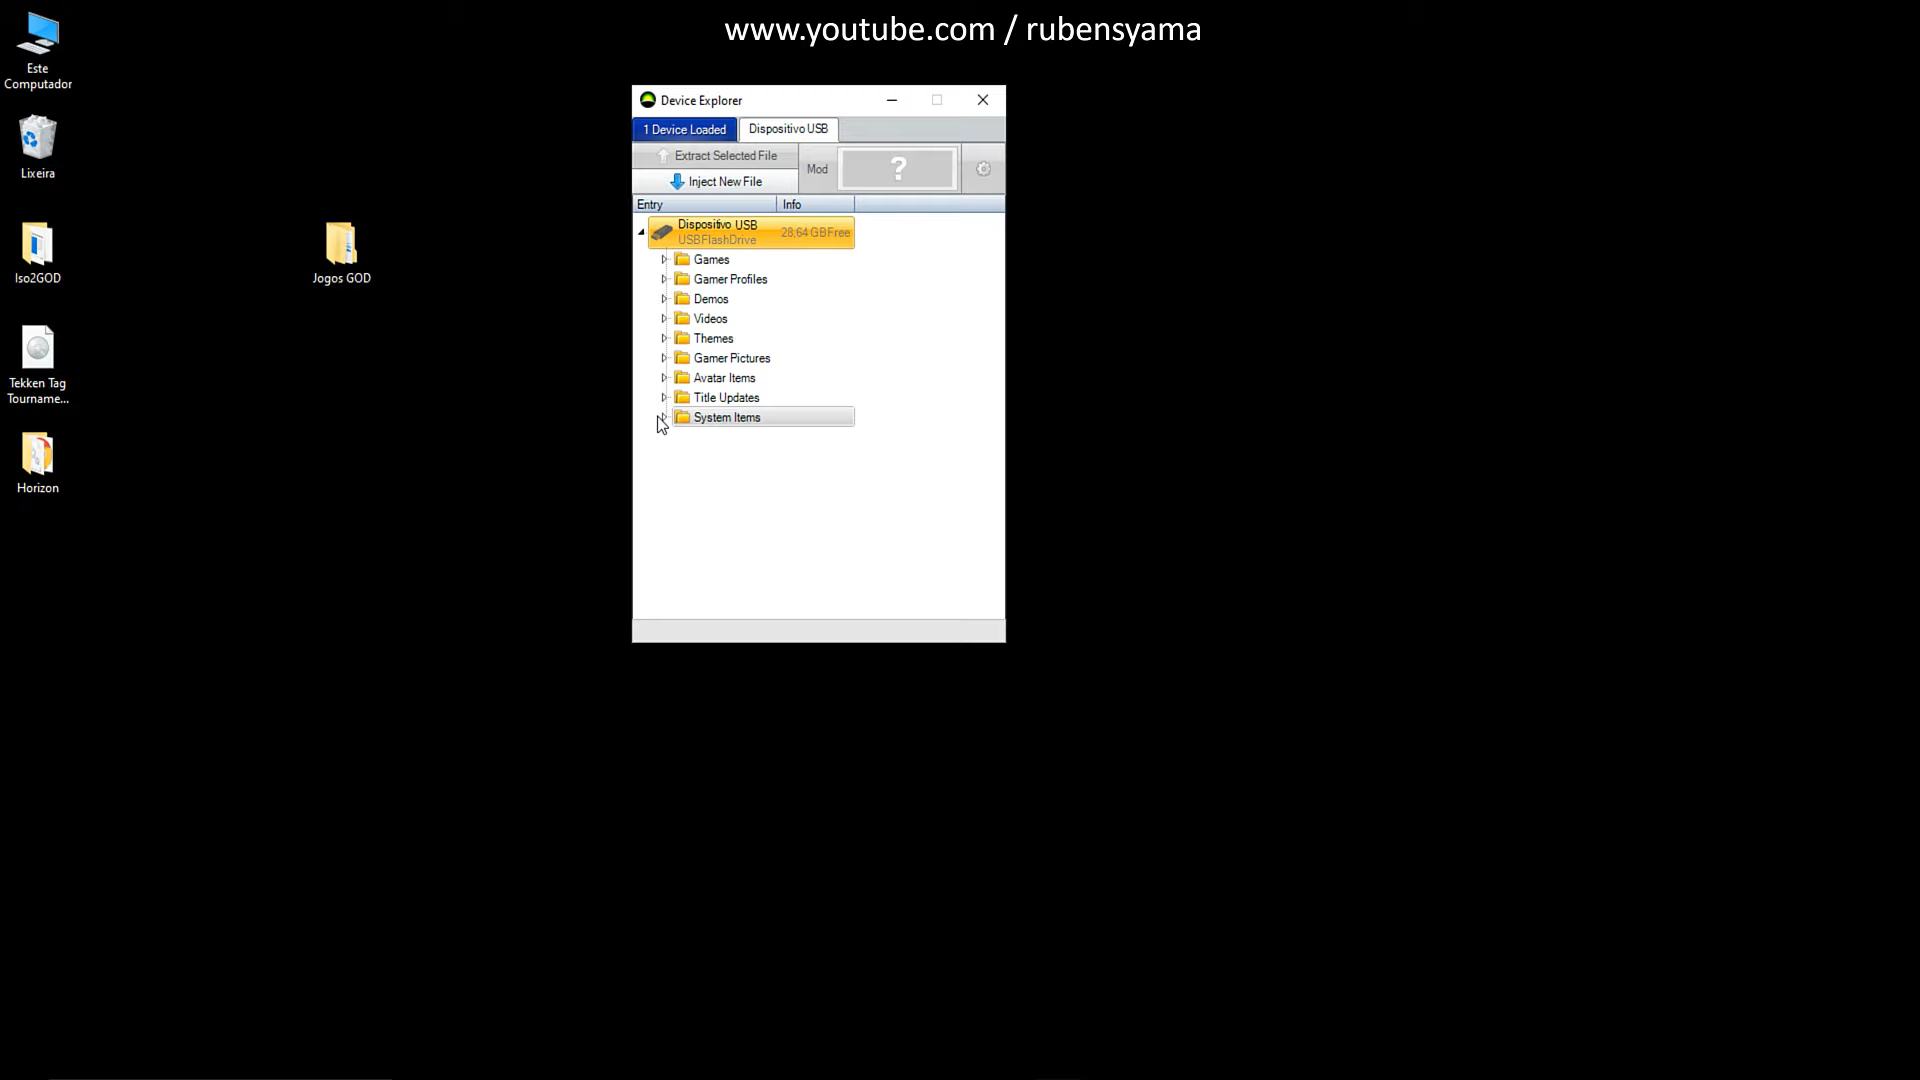 www.youtube.com / rubensyama
Este
Computador
Lixeira
Iso2GOD
Jogos GOD
Tekken Tag
Tourname...
Horizon
Device Explorer
1 Device Loaded
Dispositivo USB
Extract Selected File
Inject New File
Mod
?
Entry
Info
Dispositivo USB
USBFlashDrive
28,64 GBFree
Games
Gamer Profiles
Demos
Videos
Themes
Gamer Pictures
Avatar Items
Title Updates
System Items